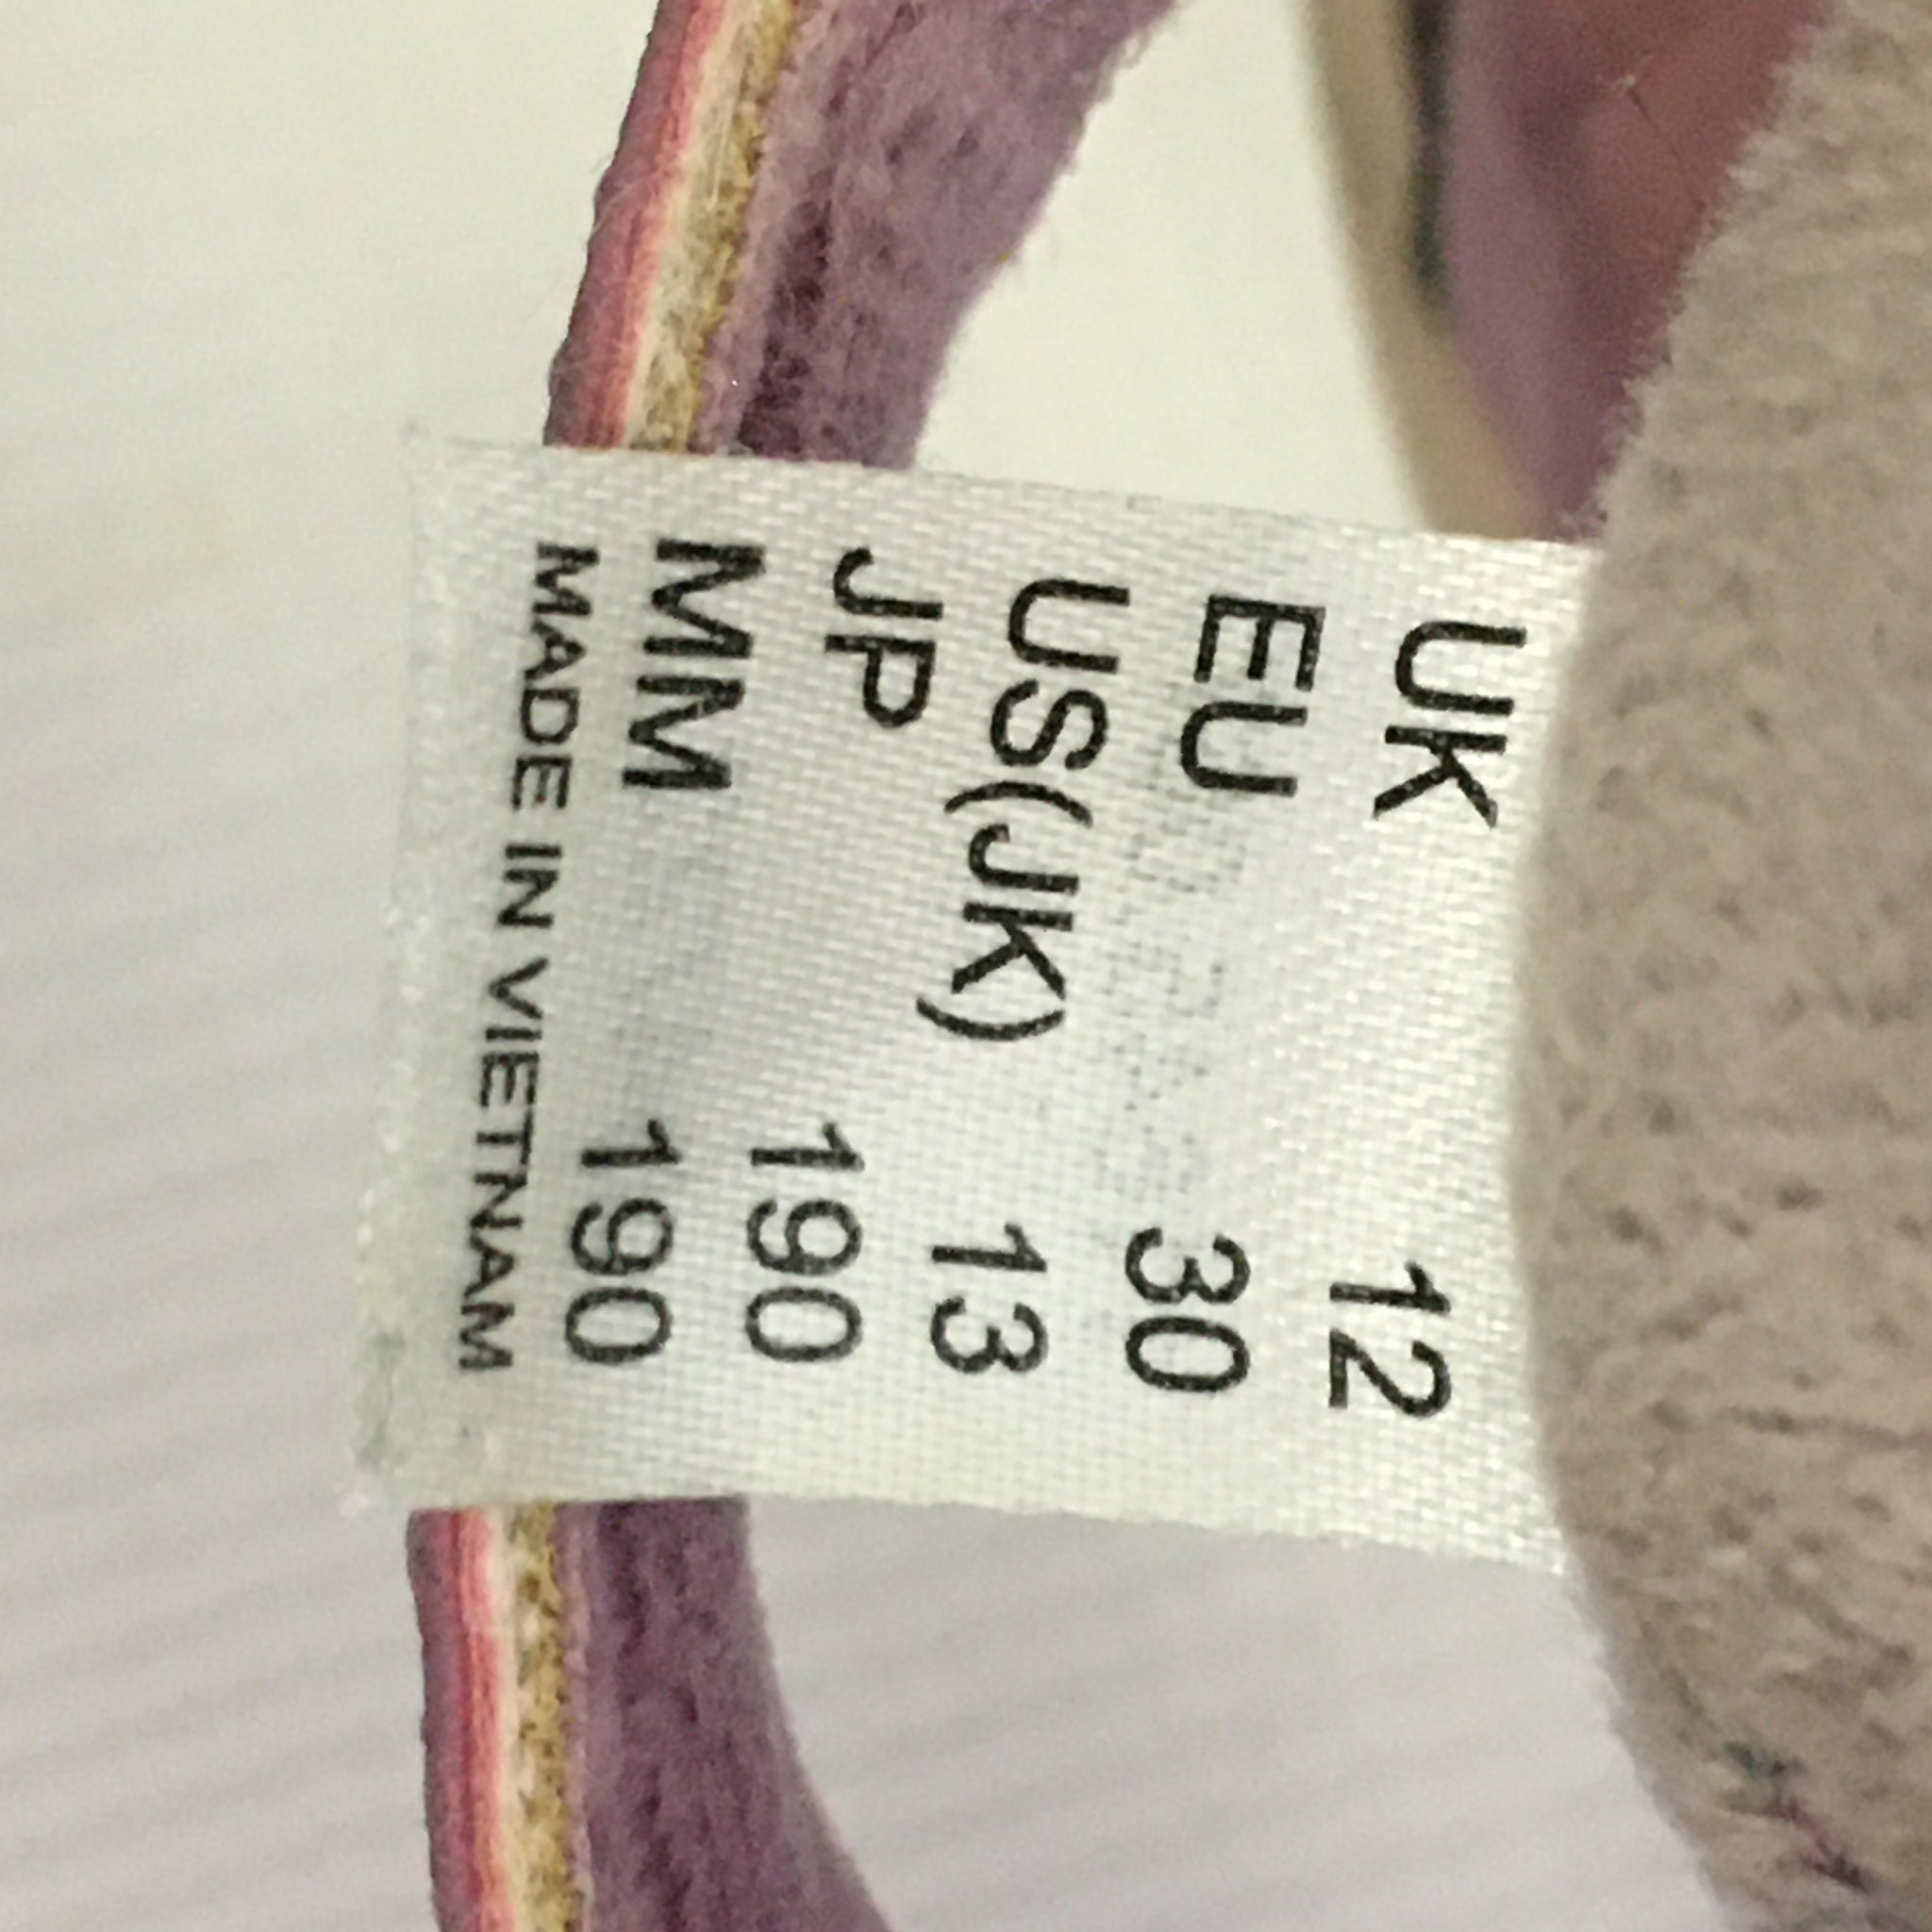 UK 12
EU 30
US(JK) 13
JP 190
MM 190
MADE IN VIETNAM